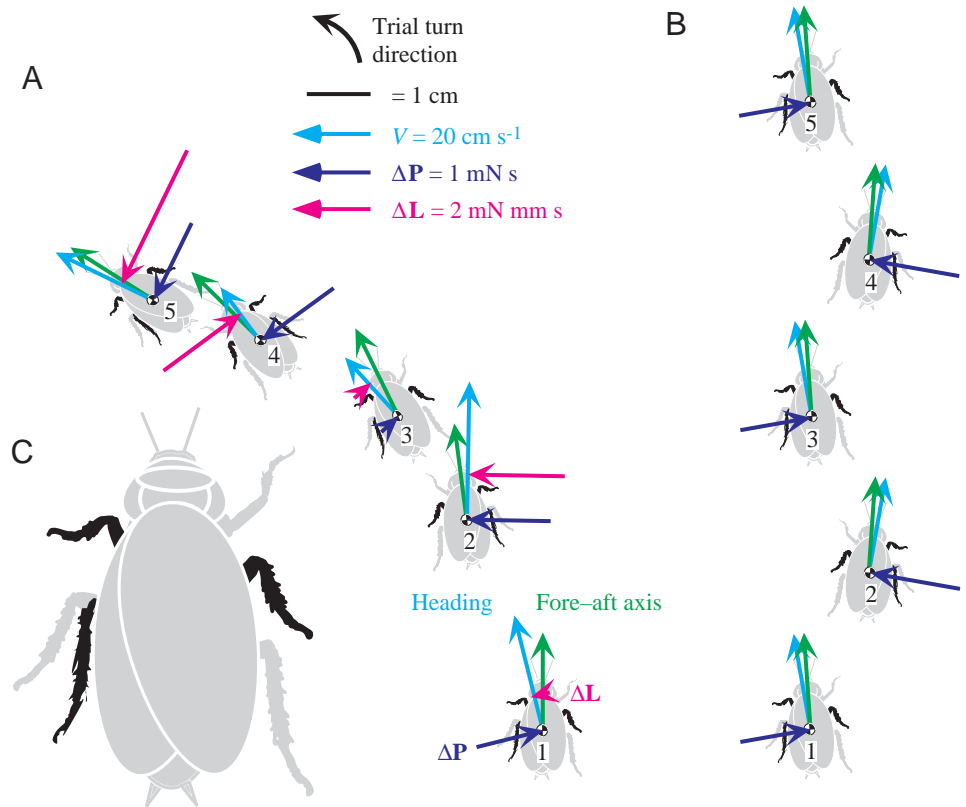 A
Trial turn
direction
= 1 cm
V = 20 cm s-1
ΔP = 1 mN s
ΔL = 2 mN mm s
5
4
3
2
Heading
Fore–aft axis
ΔL
ΔP
1
B
5
4
3
2
1
C